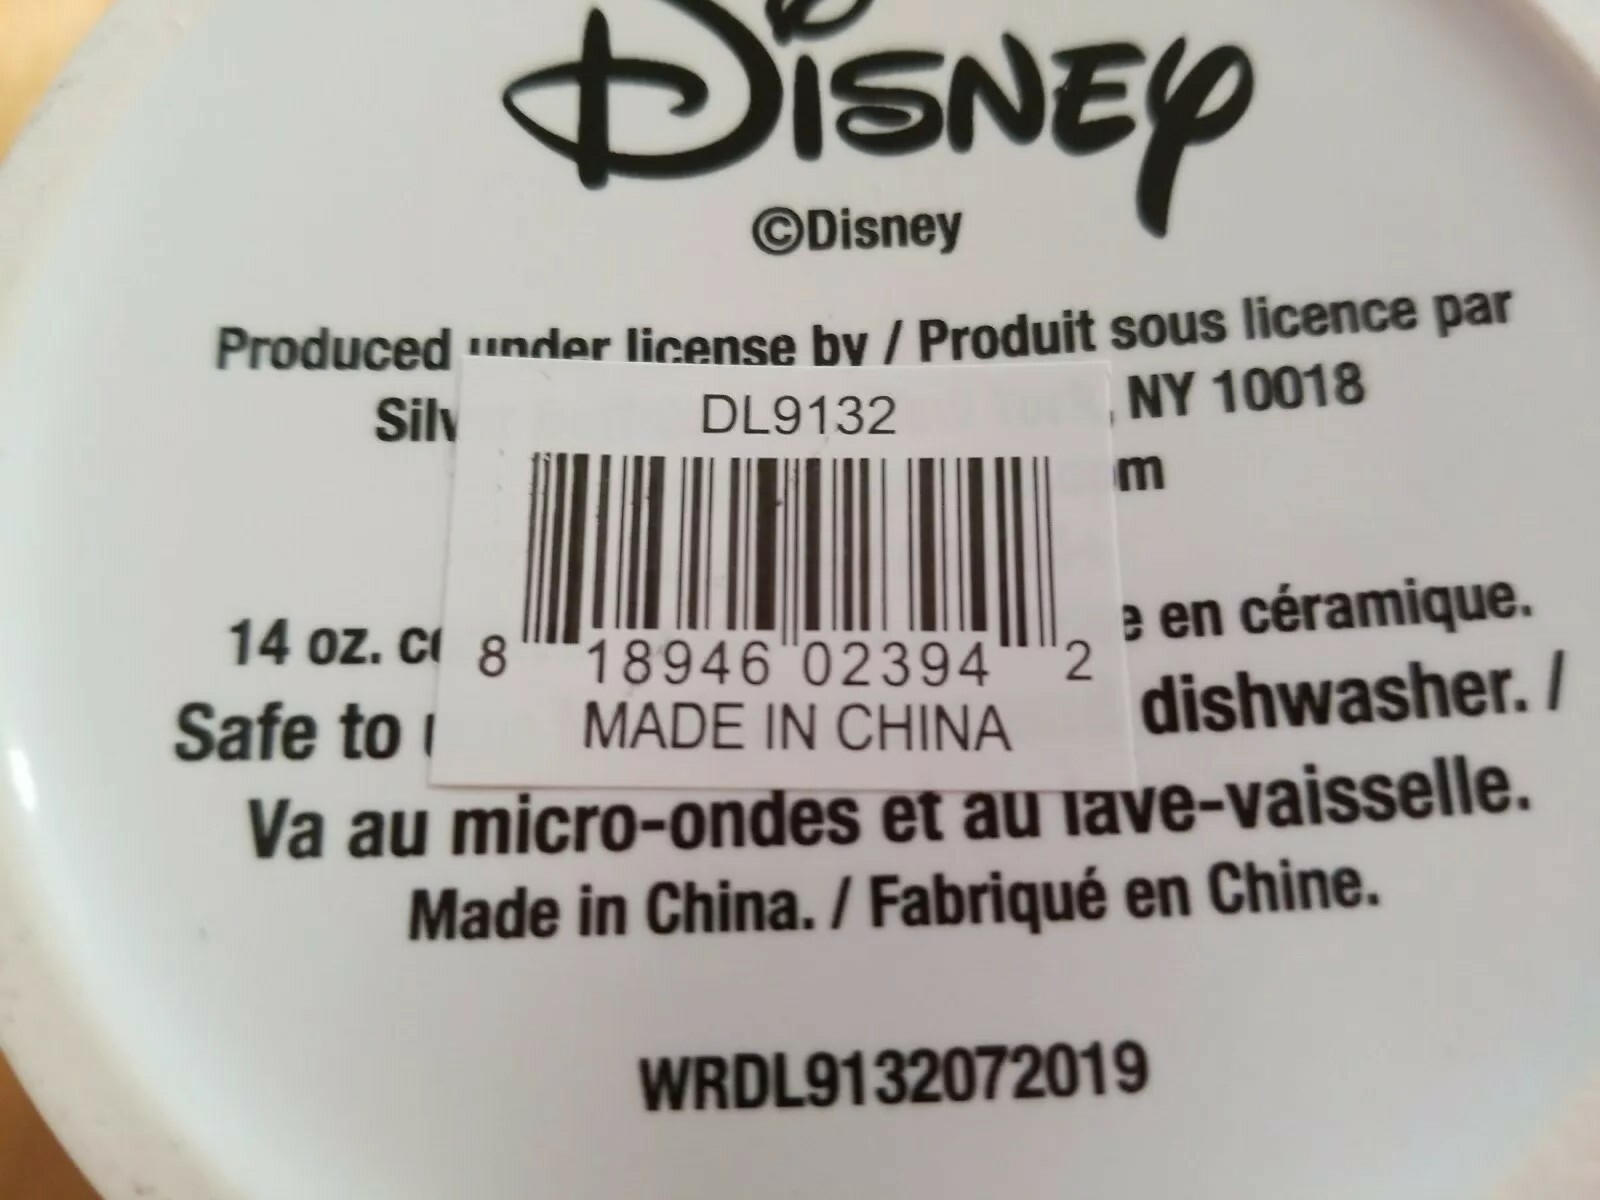 DISNEY
©Disney
Produced under license by / Produit sous licence par
, NY 10018
DL9132
8 18946 02394 2
MADE IN CHINA
14 oz.
en céramique.
Safe to
dishwasher. /
Va au micro-ondes et au lave-vaisselle.
Made in China. / Fabriqué en Chine.
WRDL9132072019